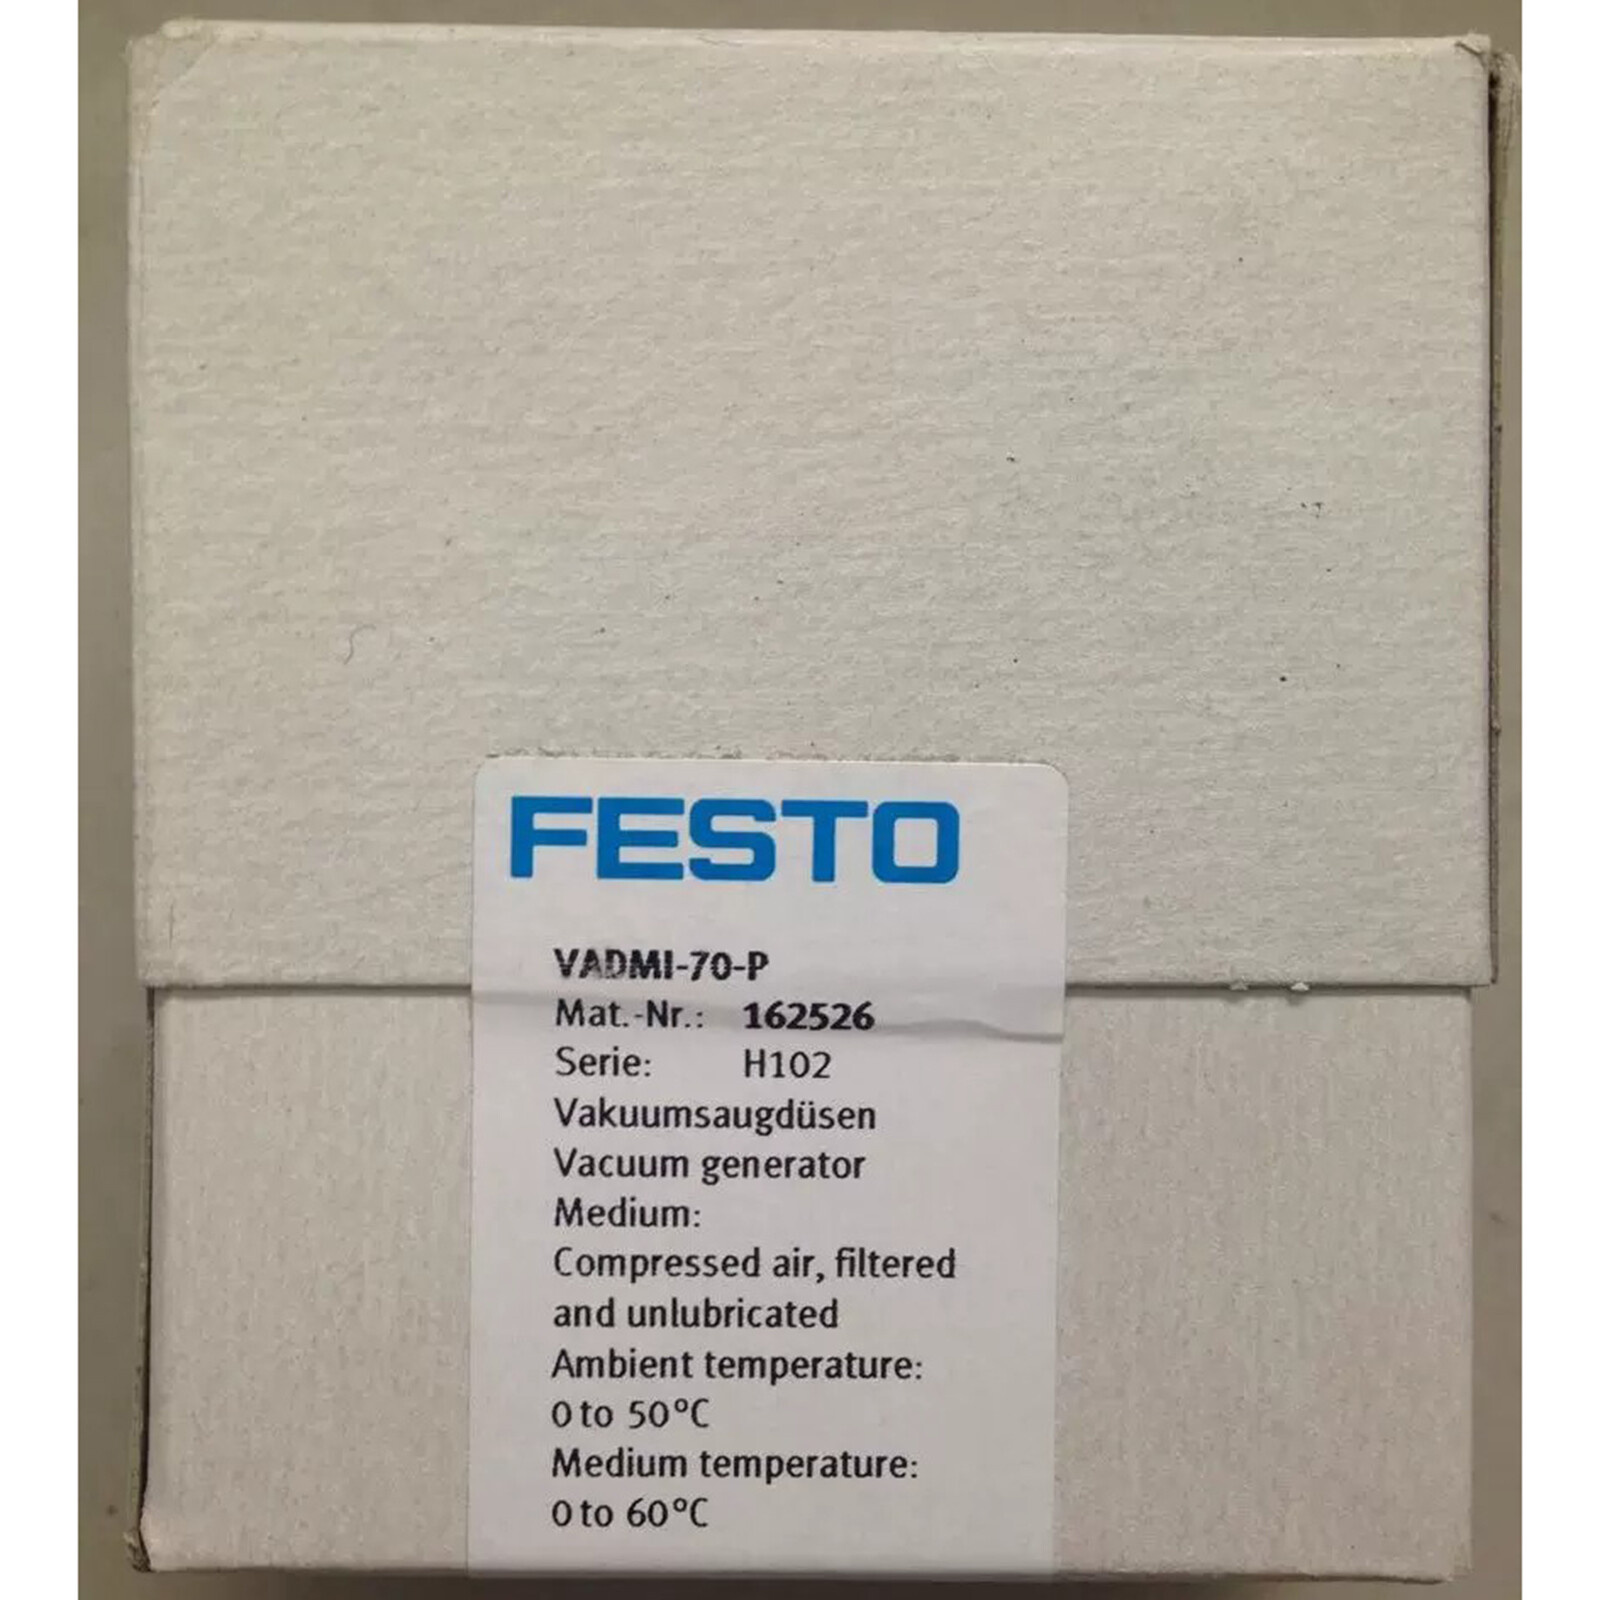 FESTO
VADMI-70-P
Mat.-Nr.: 162526
Serie: H102
Vakuumsaugdüsen
Vacuum generator
Medium:
Compressed air, filtered
and unlubricated
Ambient temperature:
0 to 50°C
Medium temperature:
0 to 60°C